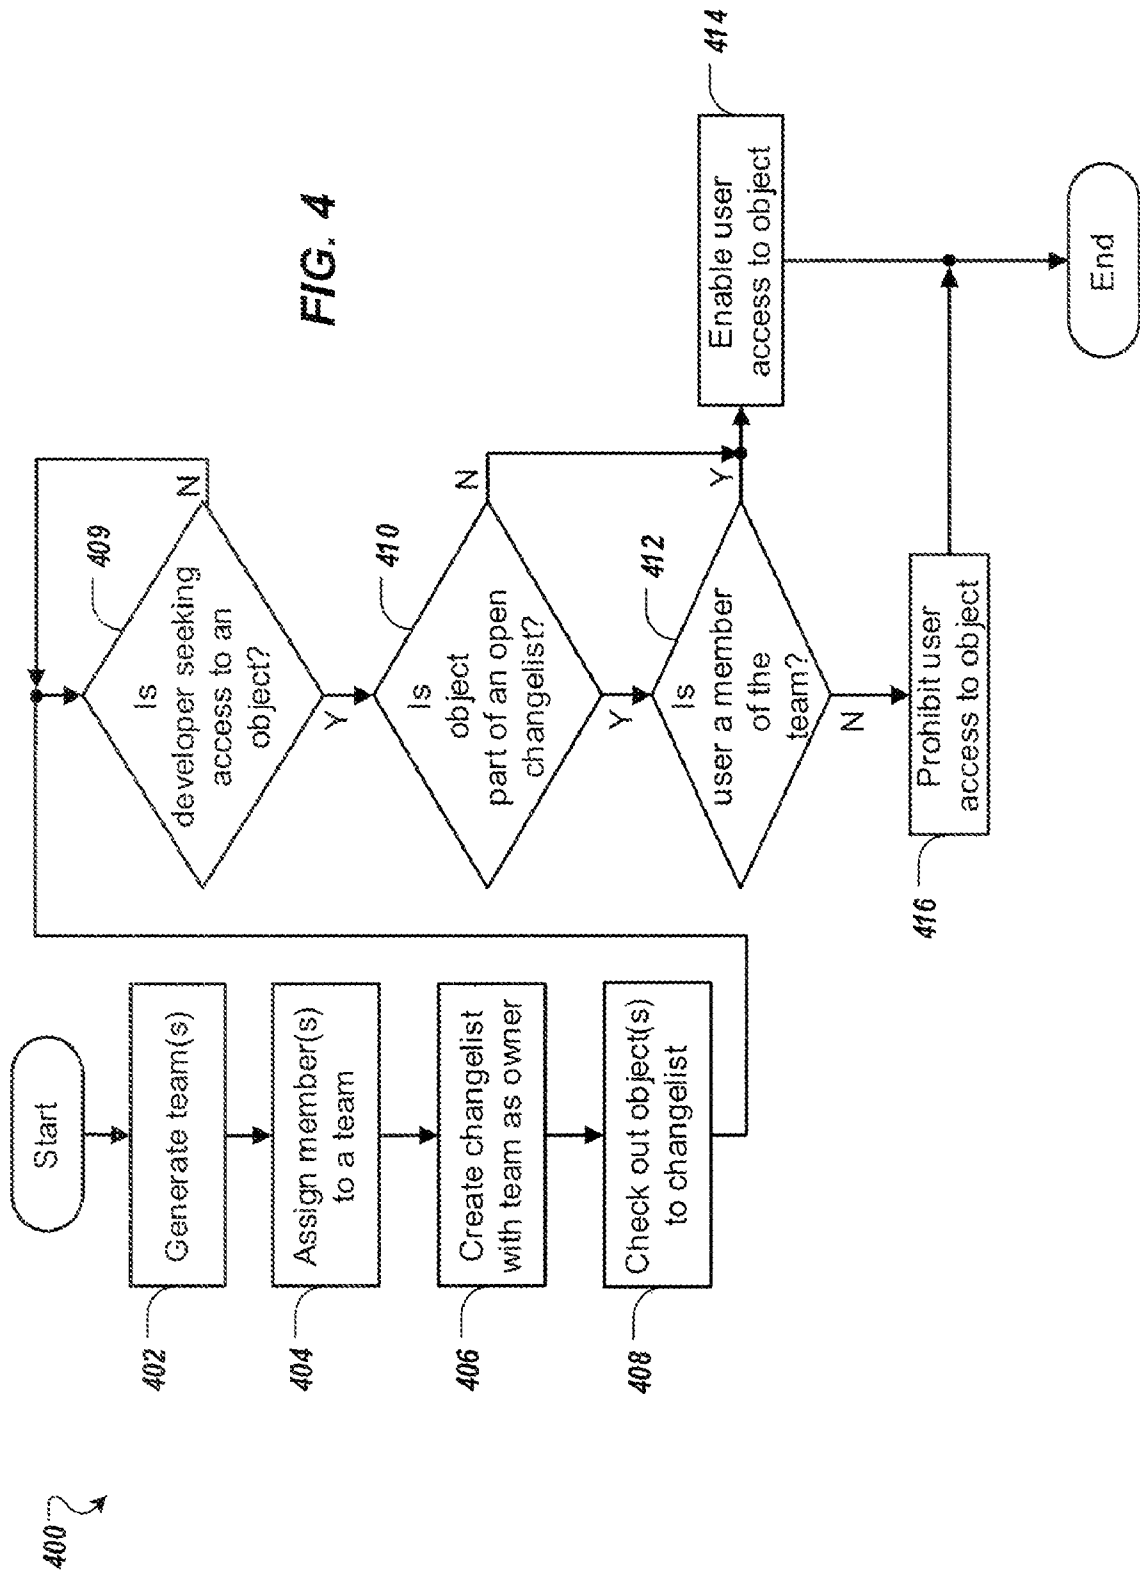 400
Start
402
Generate team(s)
404
Assign member(s)
to a team
406
Create changelist
with team as owner
408
Check out object(s)
to changelist
409
Is
developer seeking
access to an
object?
N
Y
410
Is
object
part of an open
changelist?
N
Y
412
Is
user a member
of the
team?
Y
N
414
Enable user
access to object
416
Prohibit user
access to object
End
FIG. 4